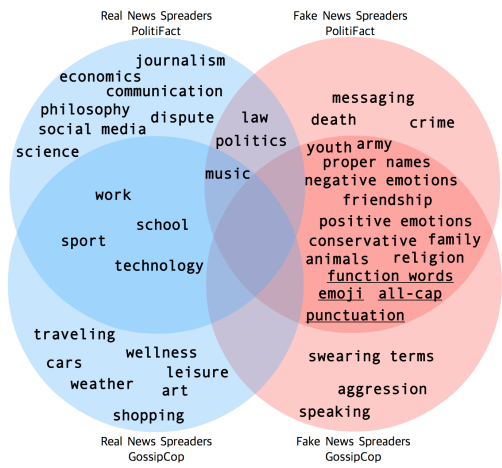 Real News Spreaders
PolitiFact
Fake News Spreaders
PolitiFact
journalism
economics
communication
philosophy
dispute
social media
science
law
politics
music
messaging
death
crime
youth
army
proper names
negative emotions
friendship
positive emotions
conservative
family
animals
religion
function words
emoji
all-cap
punctuation
work
school
sport
technology
traveling
cars
wellness
leisure
weather
art
shopping
swearing terms
aggression
speaking
Real News Spreaders
GossipCop
Fake News Spreaders
GossipCop